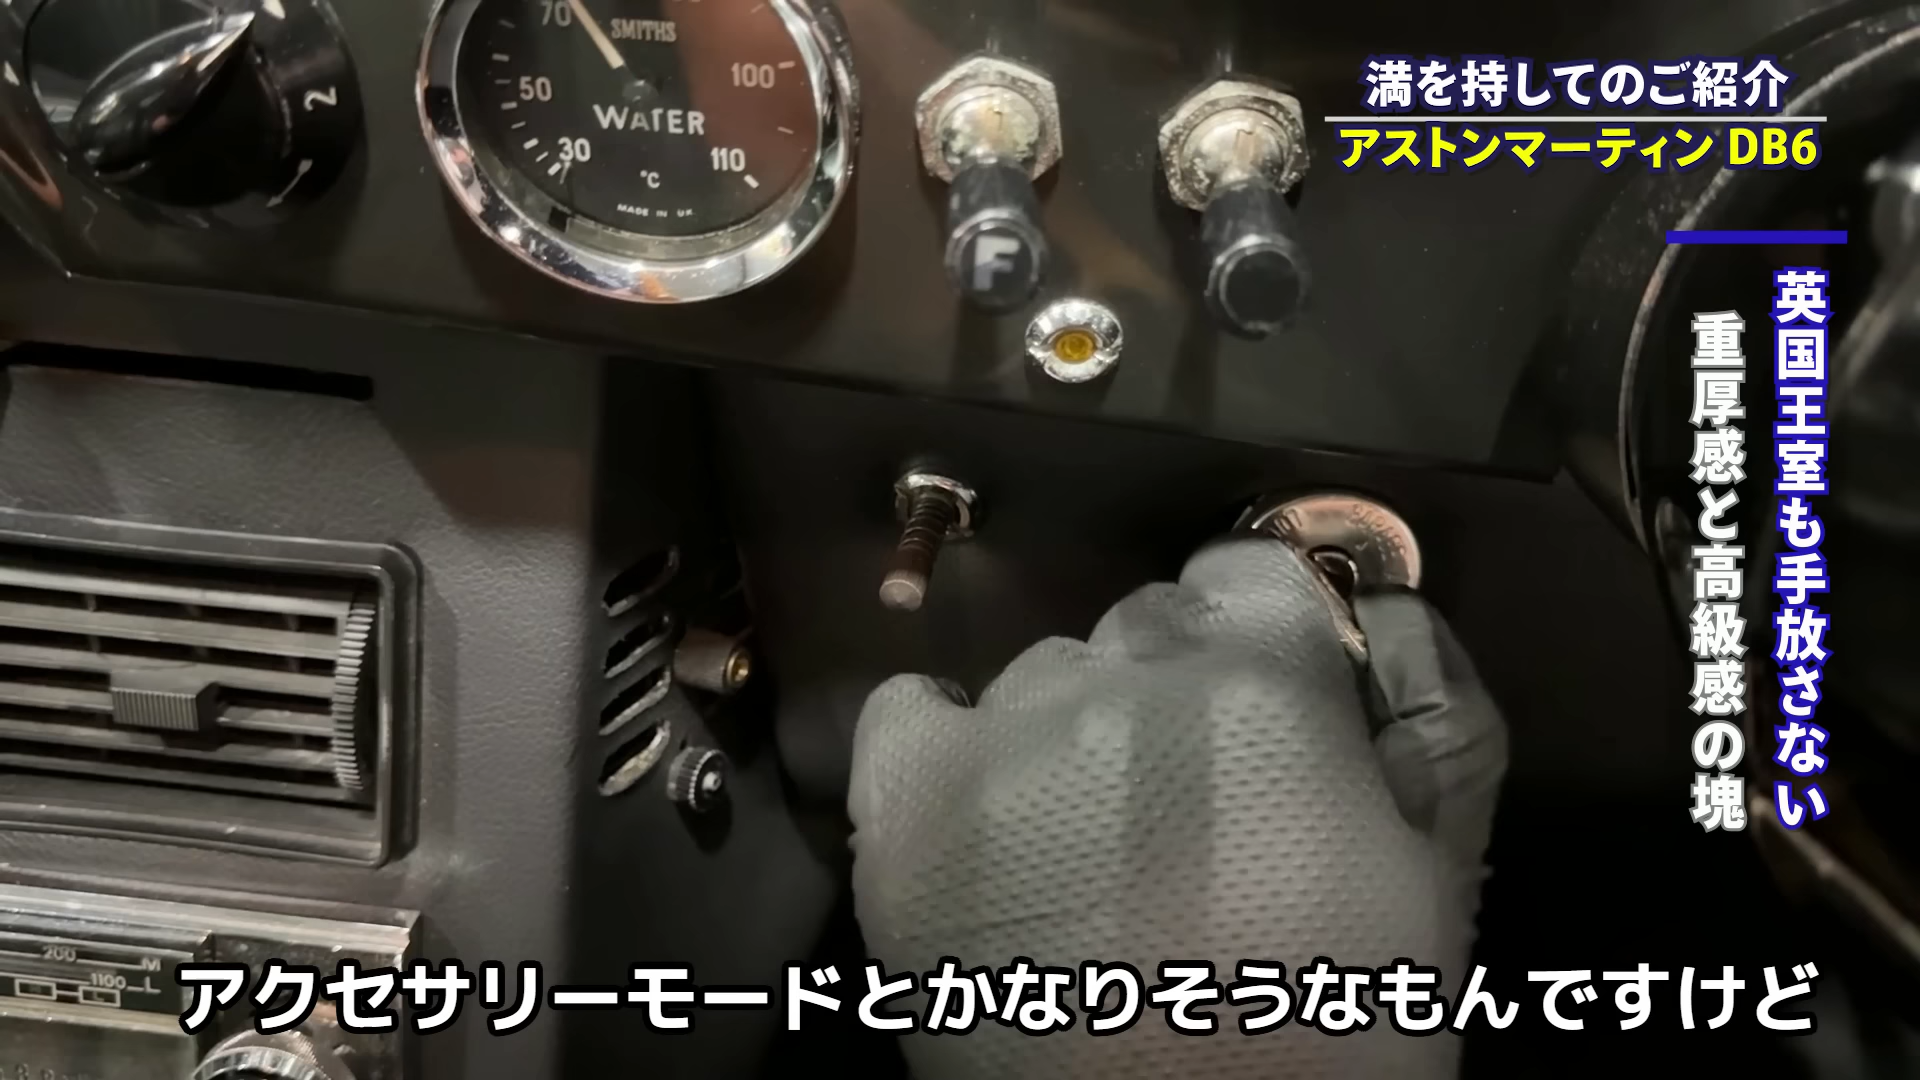 満を持してのご紹介
アストンマーティン DB6
英国王室も手放さない
重厚感と高級感の塊
70
SMITHS
50
100
WATER
30
110
°C
MADE IN UK
2
F
200
M
1100
L
アクセサリーモードとかなりそうなもんですけど